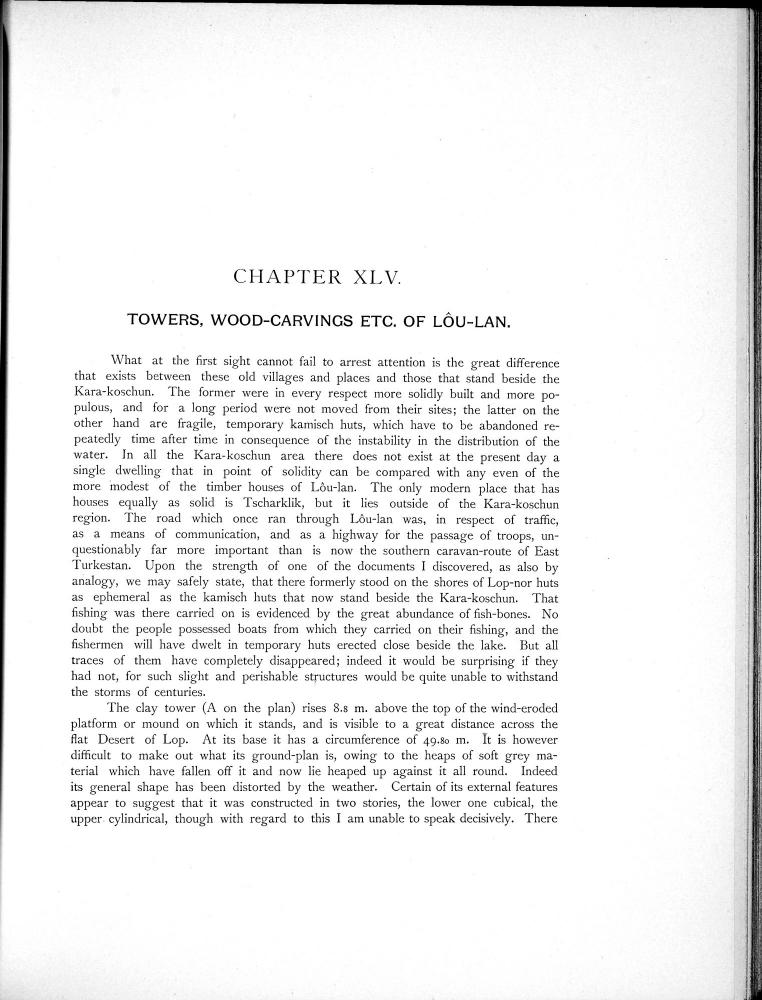 CHAPTER XLV.
TOWERS, WOOD-CARVINGS ETC. OF LÔU-LAN.
What at the first sight cannot fail to arrest attention is the great difference
that exists between these old villages and places and those that stand beside the
Kara-koschun. The former were in every respect more solidly built and more po-
pulous, and for a long period were not moved from their sites; the latter on the
other hand are fragile, temporary kamisch huts, which have to be abandoned re-
peatedly time after time in consequence of the instability in the distribution of the
water. In all the Kara-koschun area there does not exist at the present day a
single dwelling that in point of solidity can be compared with any even of the
more modest of the timber houses of Lôu-lan. The only modern place that has
houses equally as solid is Tscharklik, but it lies outside of the Kara-koschun
region. The road which once ran through Lôu-lan was, in respect of traffic,
as a means of communication, and as a highway for the passage of troops, un-
questionably far more important than is now the southern caravan-route of East
Turkestan. Upon the strength of one of the documents I discovered, as also by
analogy, we may safely state, that there formerly stood on the shores of Lop-nor huts
as ephemeral as the kamisch huts that now stand beside the Kara-koschun. That
fishing was there carried on is evidenced by the great abundance of fish-bones. No
doubt the people possessed boats from which they carried on their fishing, and the
fishermen will have dwelt in temporary huts erected close beside the lake. But all
traces of them have completely disappeared; indeed it would be surprising if they
had not, for such slight and perishable structures would be quite unable to withstand
the storms of centuries.
The clay tower (A on the plan) rises 8.8 m. above the top of the wind-eroded
platform or mound on which it stands, and is visible to a great distance across the
flat Desert of Lop. At its base it has a circumference of 49.80 m. It is however
difficult to make out what its ground-plan is, owing to the heaps of soft grey ma-
terial which have fallen off it and now lie heaped up against it all round. Indeed
its general shape has been distorted by the weather. Certain of its external features
appear to suggest that it was constructed in two stories, the lower one cubical, the
upper cylindrical, though with regard to this I am unable to speak decisively. There